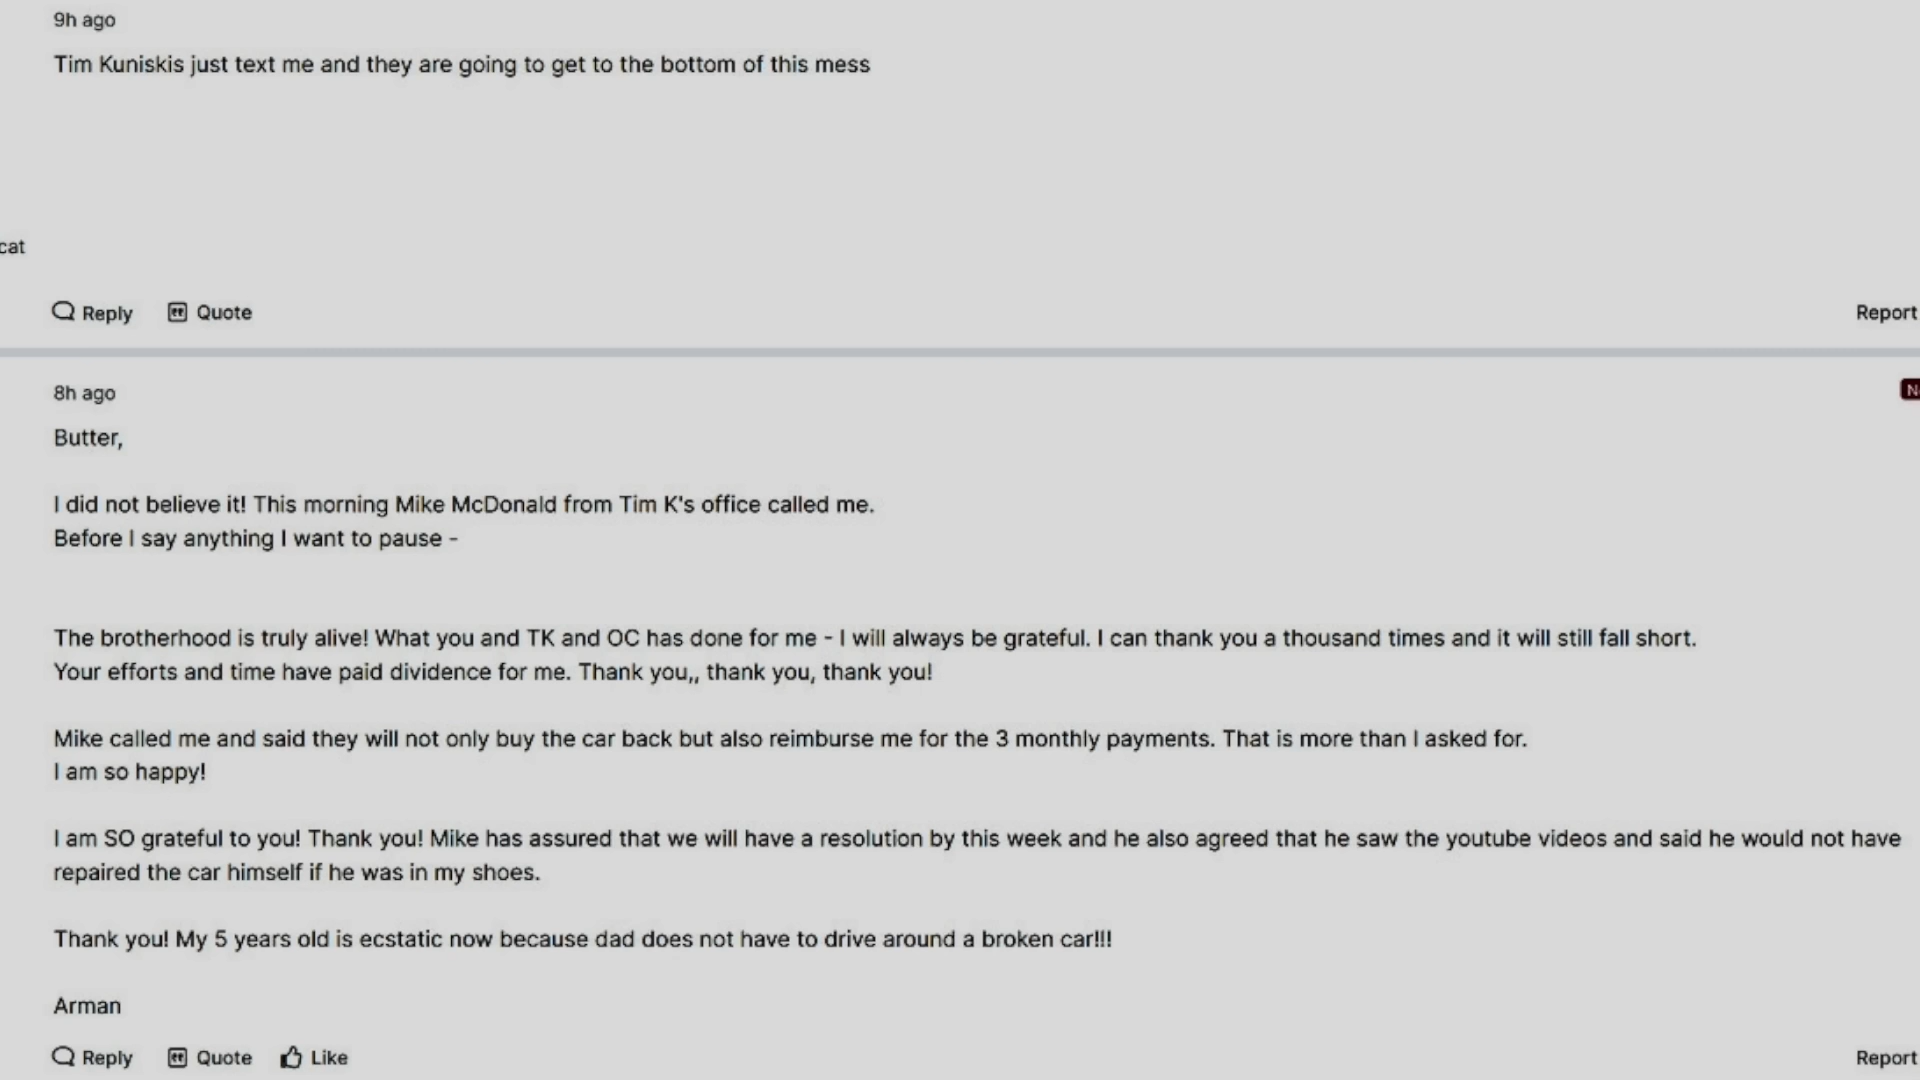 9h ago
Tim Kuniskis just text me and they are going to get to the bottom of this mess
cat
Reply Quote Report
8h ago N
Butter,
I did not believe it! This morning Mike McDonald from Tim K's office called me.
Before I say anything I want to pause -
The brotherhood is truly alive! What you and TK and OC has done for me - I will always be grateful. I can thank you a thousand times and it will still fall short.
Your efforts and time have paid dividence for me. Thank you,, thank you, thank you!
Mike called me and said they will not only buy the car back but also reimburse me for the 3 monthly payments. That is more than I asked for.
I am so happy!
I am SO grateful to you! Thank you! Mike has assured that we will have a resolution by this week and he also agreed that he saw the youtube videos and said he would not have
repaired the car himself if he was in my shoes.
Thank you! My 5 years old is ecstatic now because dad does not have to drive around a broken car!!!
Arman
Reply Quote Like Report